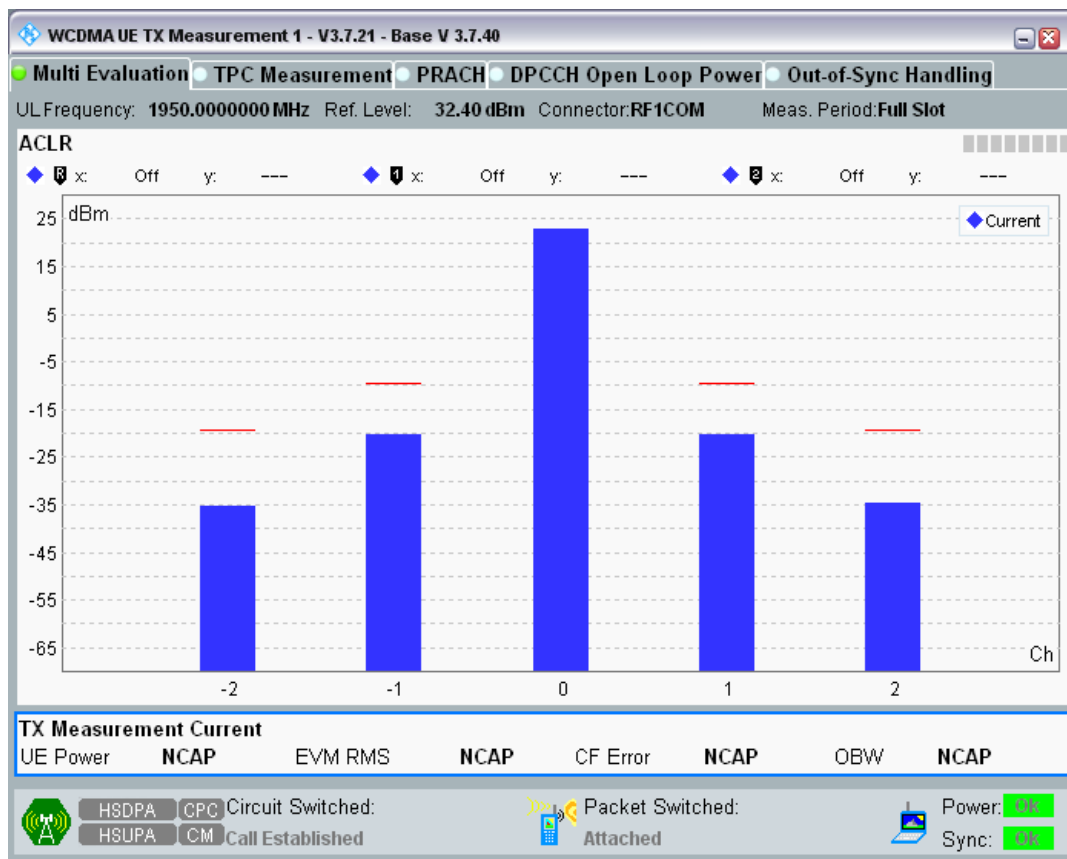 WCDMA UE TX Measurement 1 - V3.7.21 - Base V 3.7.40
Multi Evaluation TPC Measurement PRACH DPCCH Open Loop Power Out-of-Sync Handling
UL Frequency: 1950.0000000 MHz Ref. Level: 32.40 dBm Connector:RF1COM Meas. Period:Full Slot
ACLR
R x: Off y: --- 1 x: Off y: --- 2 x: Off y: ---
25 dBm
Current
15
5
-5
-15
-25
-35
-45
-55
-65
Ch
-2 -1 0 1 2
TX Measurement Current
UE Power NCAP EVM RMS NCAP CF Error NCAP OBW NCAP
HSDPA CPC Circuit Switched: Packet Switched: Power: Ok
HSUPA CM Call Established Attached Sync: Ok